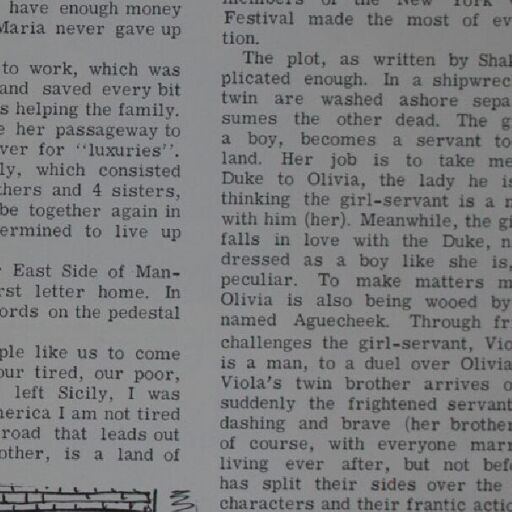 have enough money
Maria never gave up
to work, which was
and saved every bit
s helping the family.
e her passageway to
ver for "luxuries".
ly, which consisted
thers and 4 sisters,
be together again in
ermined to live up
East Side of Man-
rst letter home. In
ords on the pedestal
ple like us to come
our tired, our poor,
left Sicily, I was
merica I am not tired
road that leads out
other, is a land of
members of the New York
Festival made the most of ev
tion.
The plot, as written by Shak
plicated enough. In a shipwrec
twin are washed ashore sepa
sumes the other dead. The g
a boy, becomes a servant to
land. Her job is to take me
Duke to Olivia, the lady he is
thinking the girl-servant is a m
with him (her). Meanwhile, the gi
falls in love with the Duke, n
dressed as a boy like she is,
peculiar. To make matters m
Olivia is also being wooed by
named Aguecheek. Through fr
challenges the girl-servant, Vio
is a man, to a duel over Olivia
Viola's twin brother arrives o
suddenly the frightened servant
dashing and brave (her brother
of course, with everyone marr
living ever after, but not befo
has split their sides over the
characters and their frantic actio